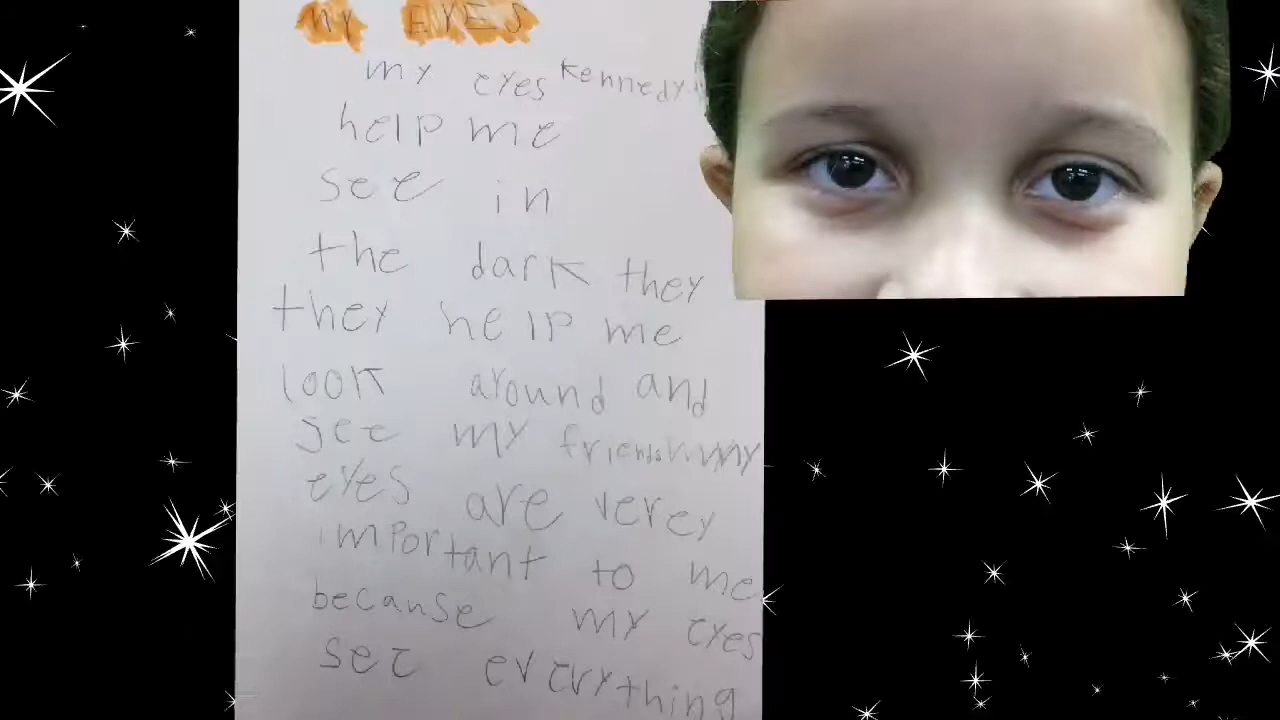 MY EYES
my eyes Kennedy
help me
see in
the dark they
they help me
look around and
see my friends my
eyes are verey
important to me
because my eyes
see everything